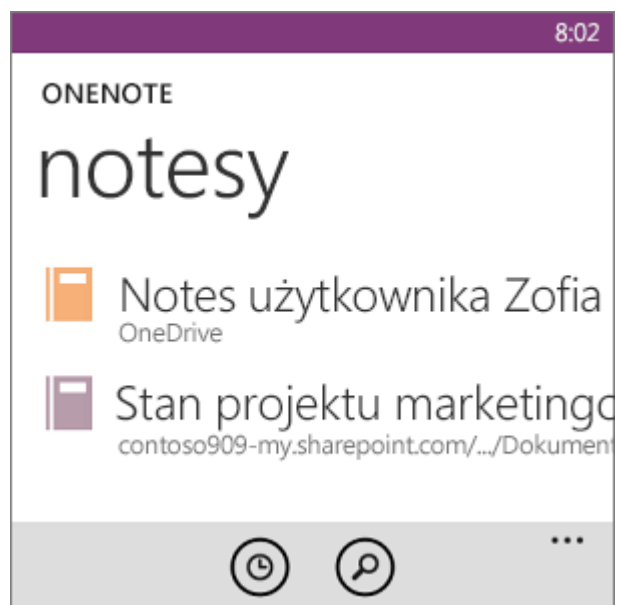 8:02
ONENOTE
notesy
Notes użytkownika Zofia
OneDrive
Stan projektu marketingo
contoso909-my.sharepoint.com/.../Dokument